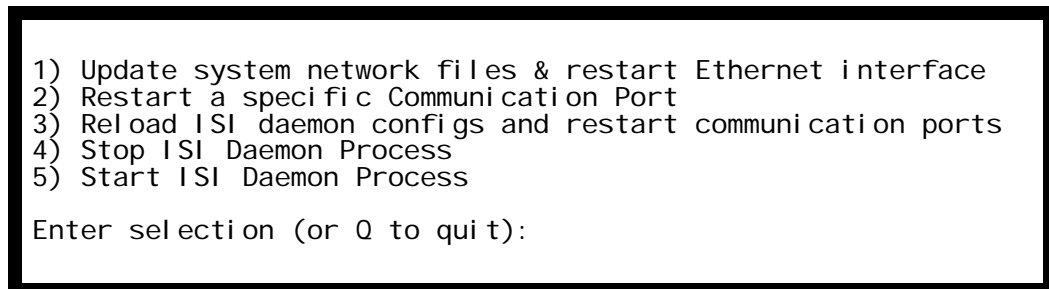 1) Update system network files & restart Ethernet interface
2) Restart a specific Communication Port
3) Reload ISI daemon configs and restart communication ports
4) Stop ISI Daemon Process
5) Start ISI Daemon Process
Enter selection (or Q to quit):